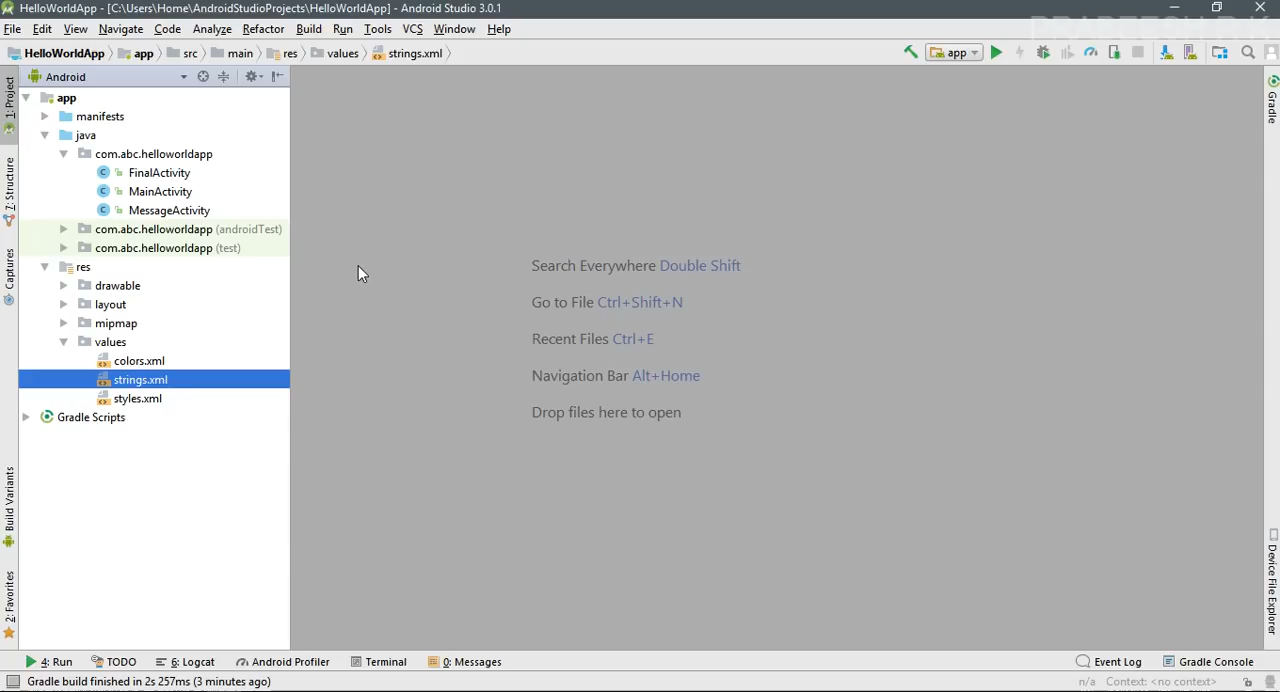 HelloWorldApp - [C:\Users\Home\AndroidStudioProjects\HelloWorldApp] - Android Studio 3.0.1
File Edit View Navigate Code Analyze Refactor Build Run Tools VCS Window Help
HelloWorldApp app src main res values strings.xml app
Android
app
manifests
java
com.abc.helloworldapp
FinalActivity
MainActivity
MessageActivity
com.abc.helloworldapp (androidTest)
com.abc.helloworldapp (test)
res
drawable
layout
mipmap
values
colors.xml
strings.xml
styles.xml
Gradle Scripts
1: Project
7: Structure
Captures
Build Variants
2: Favorites
Search Everywhere Double Shift
Go to File Ctrl+Shift+N
Recent Files Ctrl+E
Navigation Bar Alt+Home
Drop files here to open
Gradle
Device File Explorer
4: Run TODO 6: Logcat Android Profiler Terminal 0: Messages Event Log Gradle Console
Gradle build finished in 2s 257ms (3 minutes ago) n/a Context: <no context>